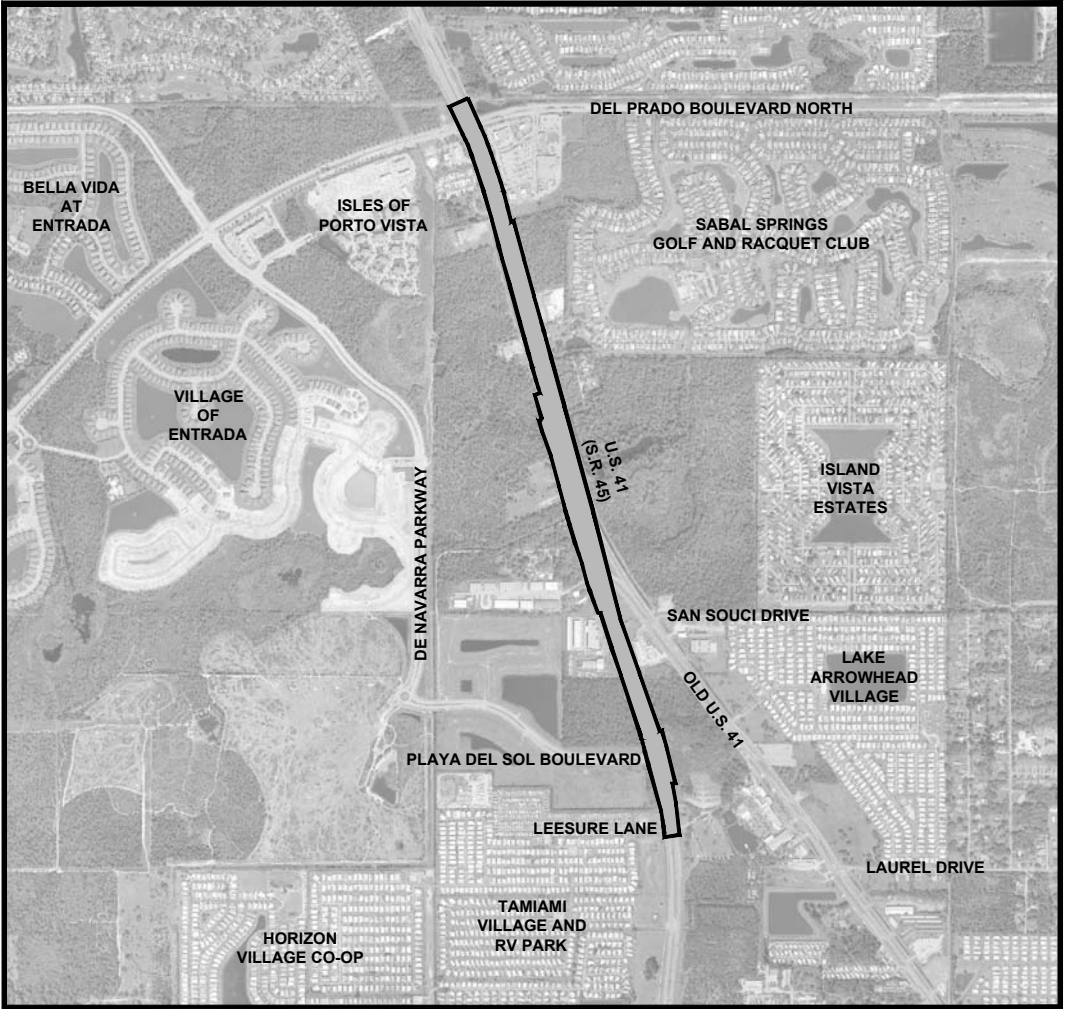 DEL PRADO BOULEVARD NORTH
BELLA VIDA
AT
ENTRADA
ISLES OF
PORTO VISTA
SABAL SPRINGS
GOLF AND RACQUET CLUB
VILLAGE
OF
ENTRADA
U.S. 41
(S.R. 45)
ISLAND
VISTA
ESTATES
DE NAVARRA PARKWAY
SAN SOUCI DRIVE
LAKE
ARROWHEAD
VILLAGE
OLD U.S. 41
PLAYA DEL SOL BOULEVARD
LEESURE LANE
LAUREL DRIVE
TAMIAMI
VILLAGE AND
RV PARK
HORIZON
VILLAGE CO-OP